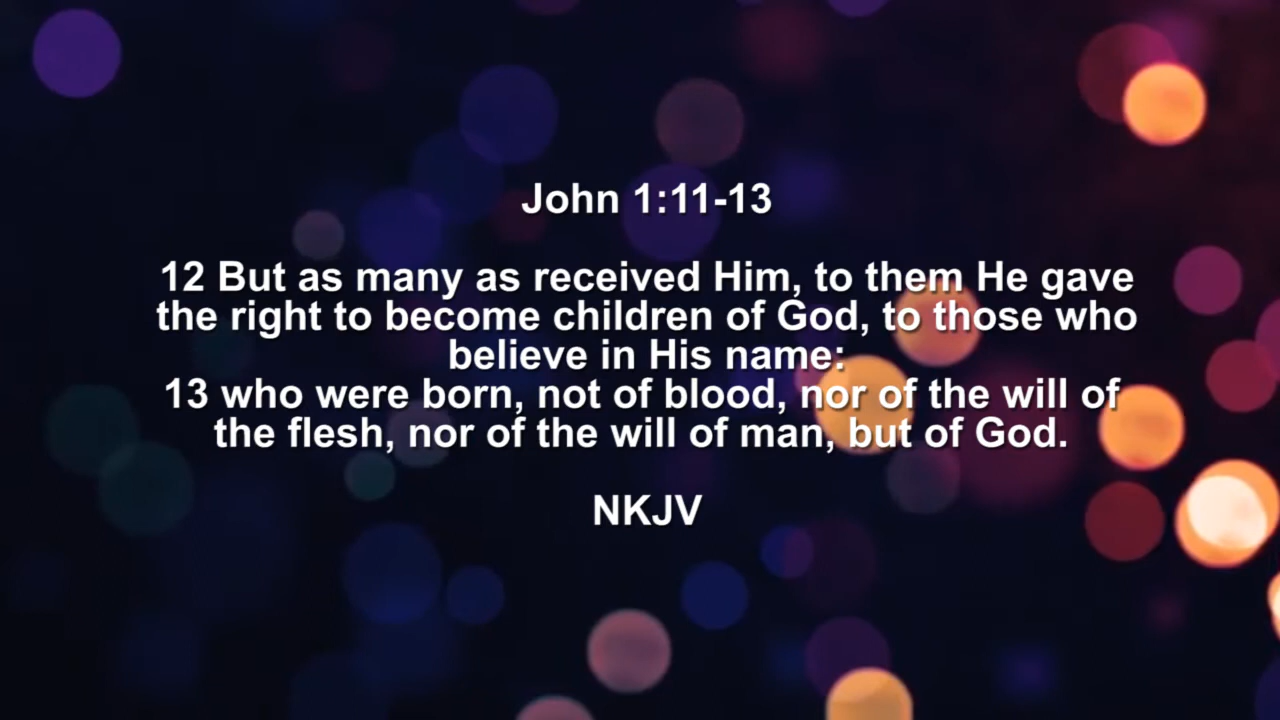 John 1:11-13
12 But as many as received Him, to them He gave
the right to become children of God, to those who
believe in His name:
13 who were born, not of blood, nor of the will of
the flesh, nor of the will of man, but of God.
NKJV